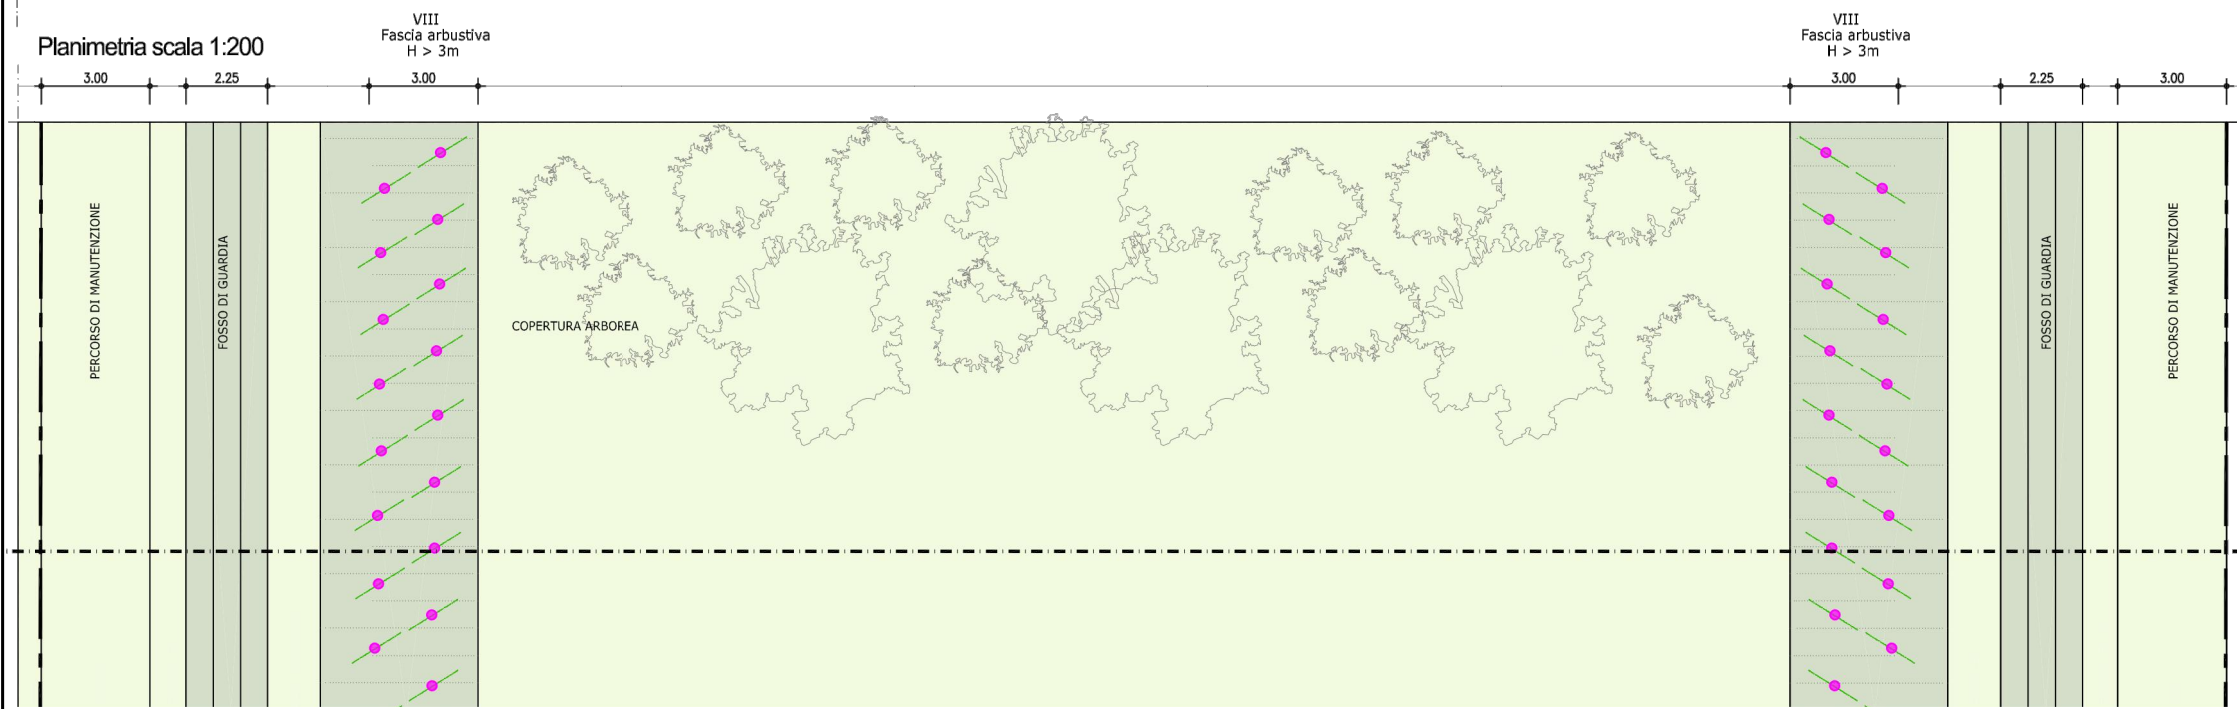 Planimetria scala 1:200
VIII
Fascia arbustiva
H > 3m
VIII
Fascia arbustiva
H > 3m
3.00
2.25
3.00
3.00
2.25
3.00
PERCORSO DI MANUTENZIONE
FOSSO DI GUARDIA
COPERTURA ARBOREA
FOSSO DI GUARDIA
PERCORSO DI MANUTENZIONE